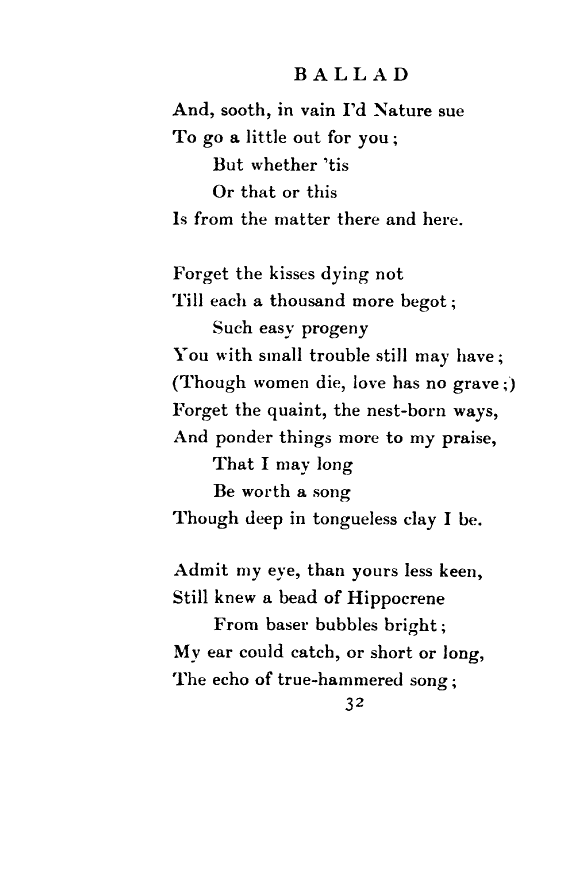 BALLAD
And, sooth, in vain I'd Nature sue
To go a little out for you ;
But whether 'tis
Or that or this
Is from the matter there and here.
Forget the kisses dying not
Till each a thousand more begot ;
Such easy progeny
You with small trouble still may have ;
(Though women die, love has no grave ;)
Forget the quaint, the nest-born ways,
And ponder things more to my praise,
That I may long
Be worth a song
Though deep in tongueless clay I be.
Admit my eye, than yours less keen,
Still knew a bead of Hippocrene
From baser bubbles bright ;
My ear could catch, or short or long,
The echo of true-hammered song ;
32